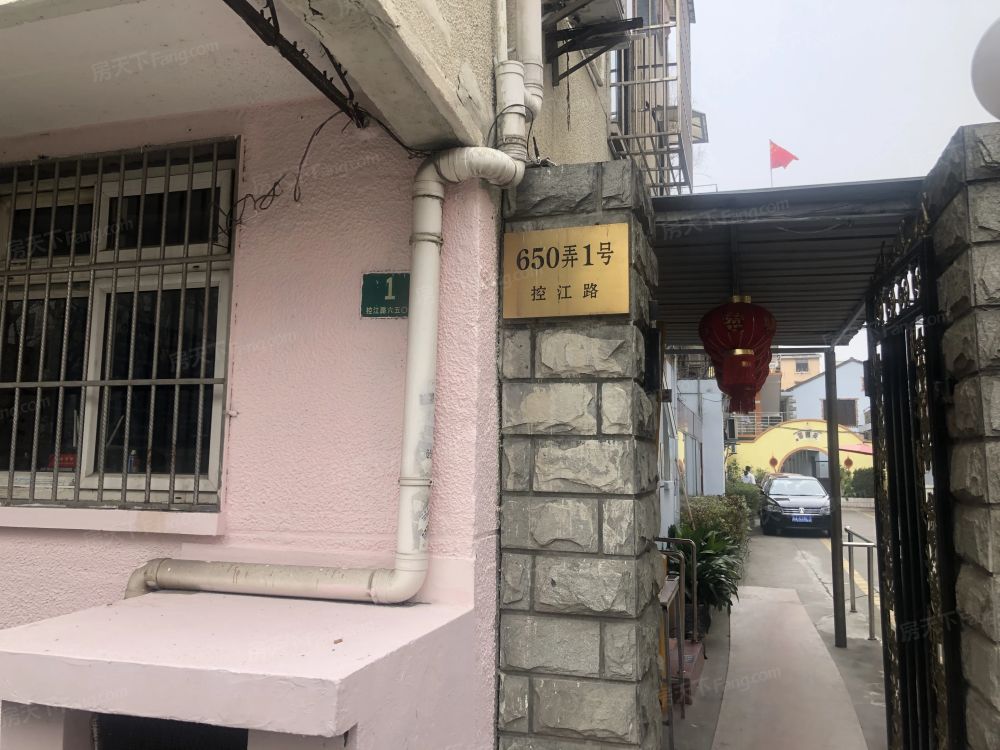 650弄1号
控江路
1
控江路六五〇
房天下 Fang.com